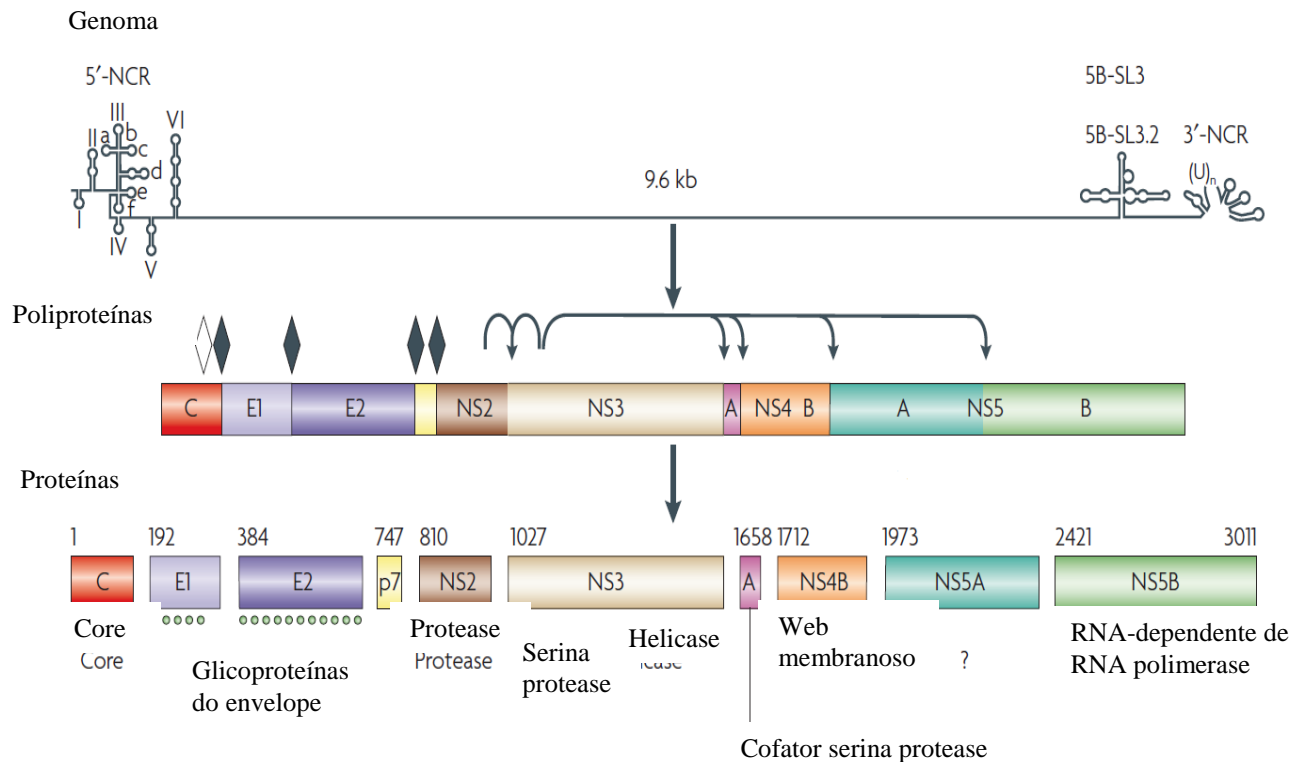 Genoma
5′-NCR
5B-SL3
III
VI
II
a
b
c
d
e
f
I
IV
V
9.6 kb
5B-SL3.2
3′-NCR
(U)n
Poliproteínas
C
E1
E2
NS2
NS3
A
NS4 B
A
NS5
B
Proteínas
1
192
384
747
810
1027
1658
1712
1973
2421
3011
C
E1
E2
p7
NS2
NS3
A
NS4B
NS5A
NS5B
Core
Core
Glicoproteínas
do envelope
Protease
Protease
Serina
protease
Helicase
icase
Web
membranoso
?
RNA-dependente de
RNA polimerase
Cofator serina protease